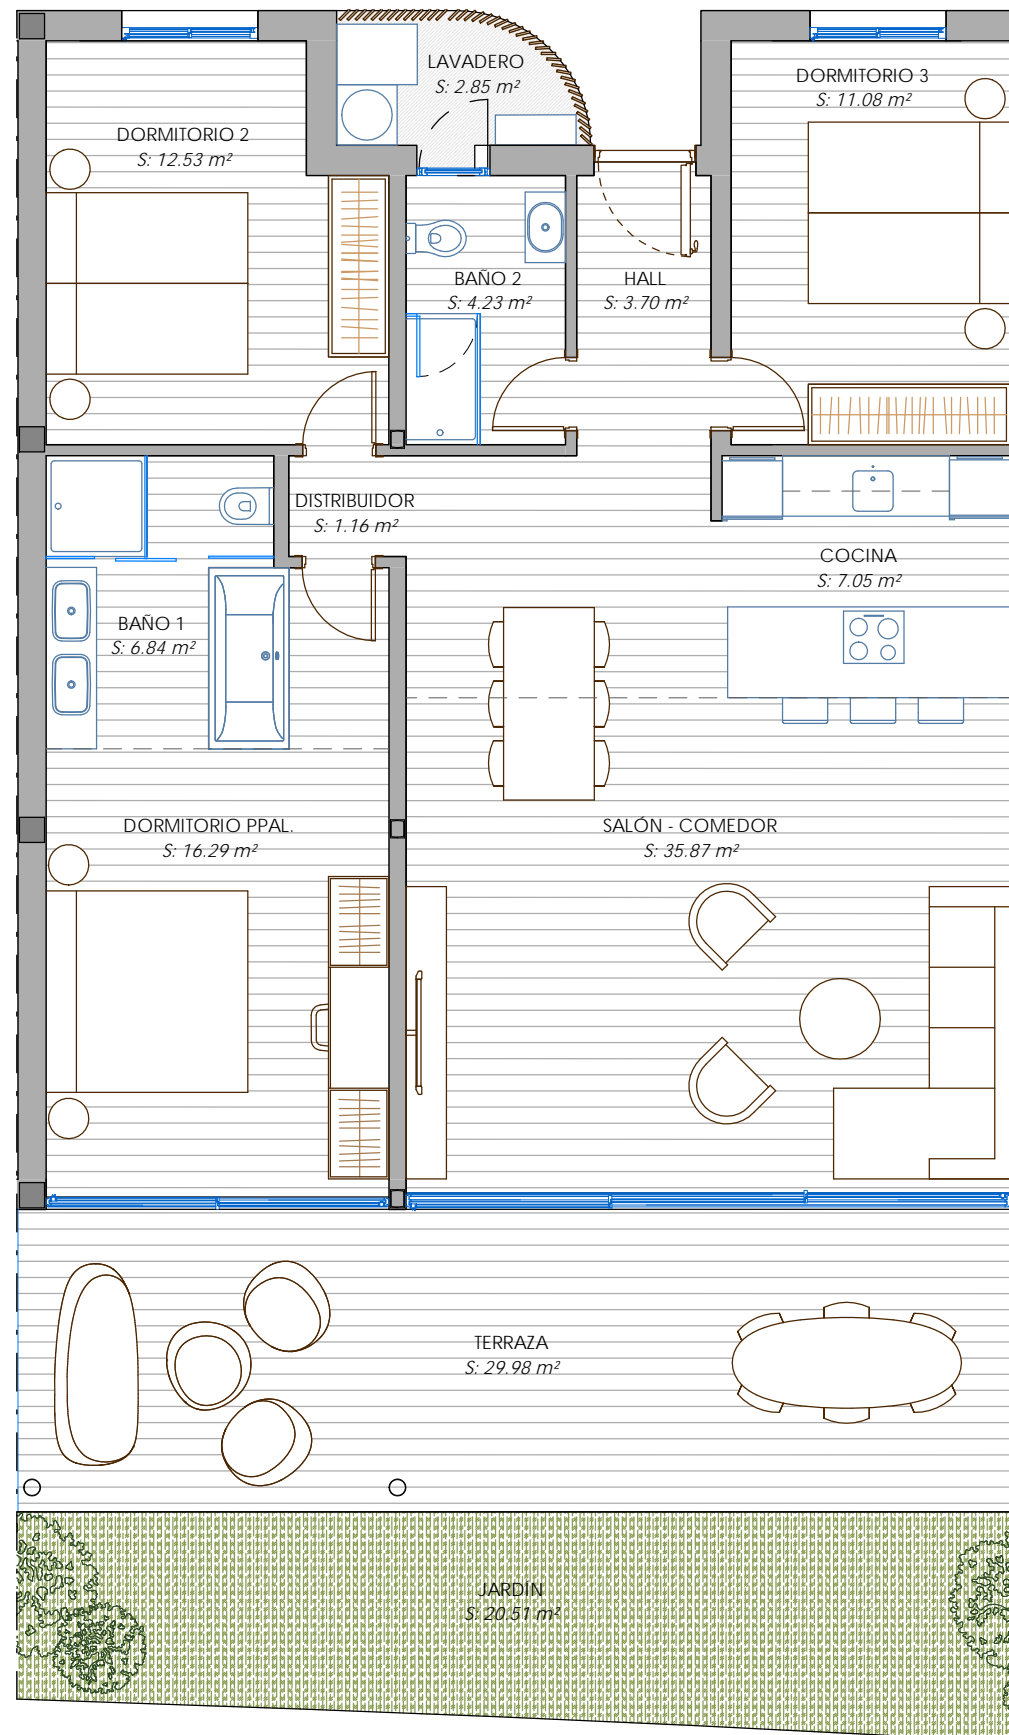 LAVADERO
S: 2.85 m²
DORMITORIO 3
S: 11.08 m²
DORMITORIO 2
S: 12.53 m²
BAÑO 2
S: 4.23 m²
HALL
S: 3.70 m²
DISTRIBUIDOR
S: 1.16 m²
COCINA
S: 7.05 m²
BAÑO 1
S: 6.84 m²
DORMITORIO PPAL.
S: 16.29 m²
SALÓN - COMEDOR
S: 35.87 m²
TERRAZA
S: 29.98 m²
JARDÍN
S: 20.51 m²